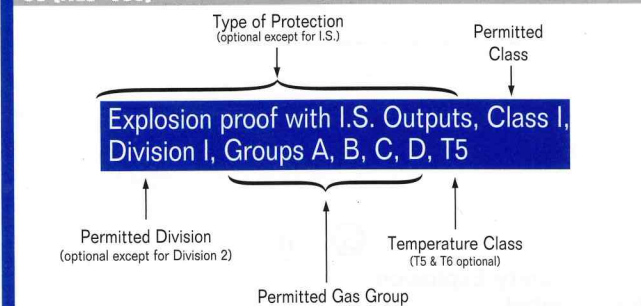 Type of Protection
(optional except for I.S.)
Permitted
Class
Explosion proof with I.S. Outputs, Class I,
Division I, Groups A, B, C, D, T5
Permitted Division
(optional except for Division 2)
Temperature Class
(T5 & T6 optional)
Permitted Gas Group